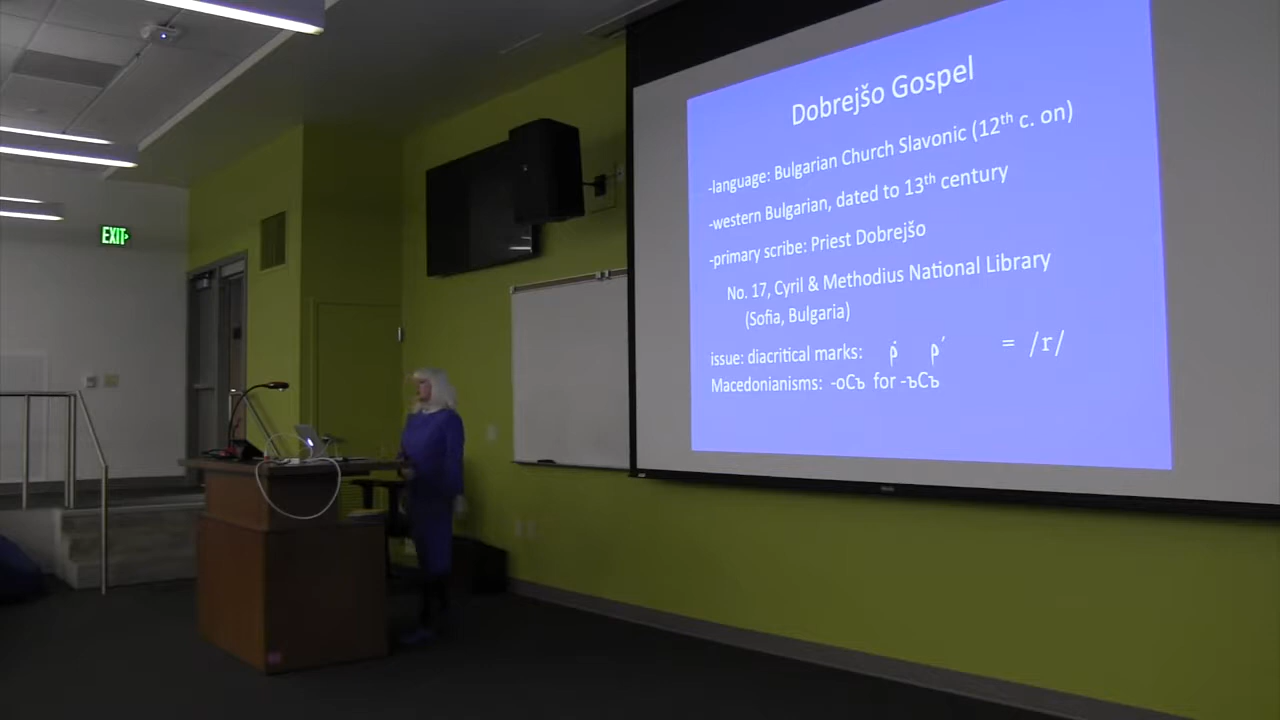 EXIT
Dobrejšo Gospel
-language: Bulgarian Church Slavonic (12th c. on)
-western Bulgarian, dated to 13th century
-primary scribe: Priest Dobrejšo
No. 17, Cyril & Methodius National Library
(Sofia, Bulgaria)
issue: diacritical marks: ρ̇ ρ´ = /r/
Macedonianisms: -оСъ for -ъСъ